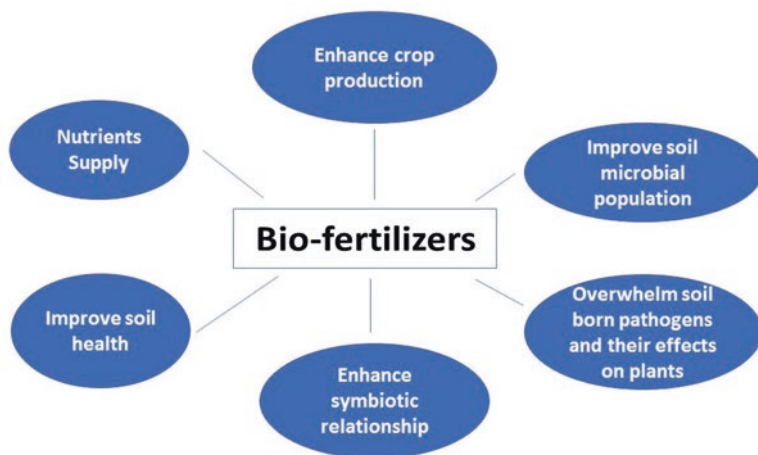 Enhance crop
production
Nutrients
Supply
Improve soil
microbial
population
Bio-fertilizers
Improve soil
health
Overwhelm soil
born pathogens
and their effects
on plants
Enhance
symbiotic
relationship